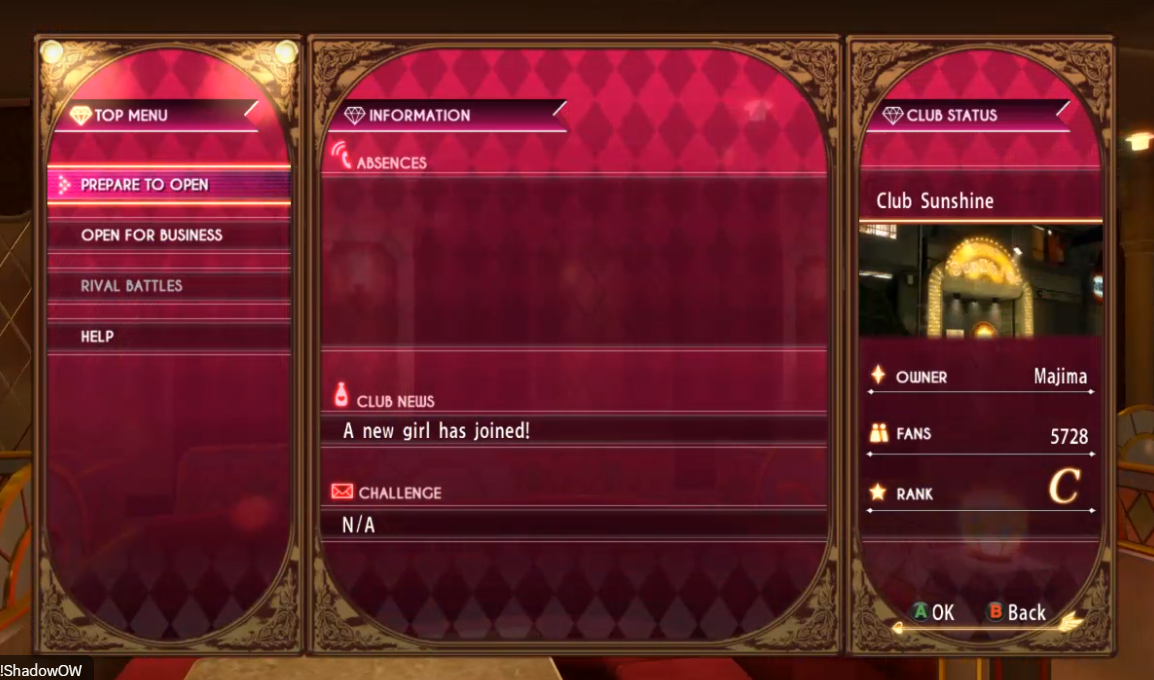 TOP MENU
PREPARE TO OPEN
OPEN FOR BUSINESS
RIVAL BATTLES
HELP
INFORMATION
ABSENCES
CLUB NEWS
A new girl has joined!
CHALLENGE
N/A
CLUB STATUS
Club Sunshine
OWNER Majima
FANS 5728
RANK C
A OK B Back
!ShadowOW